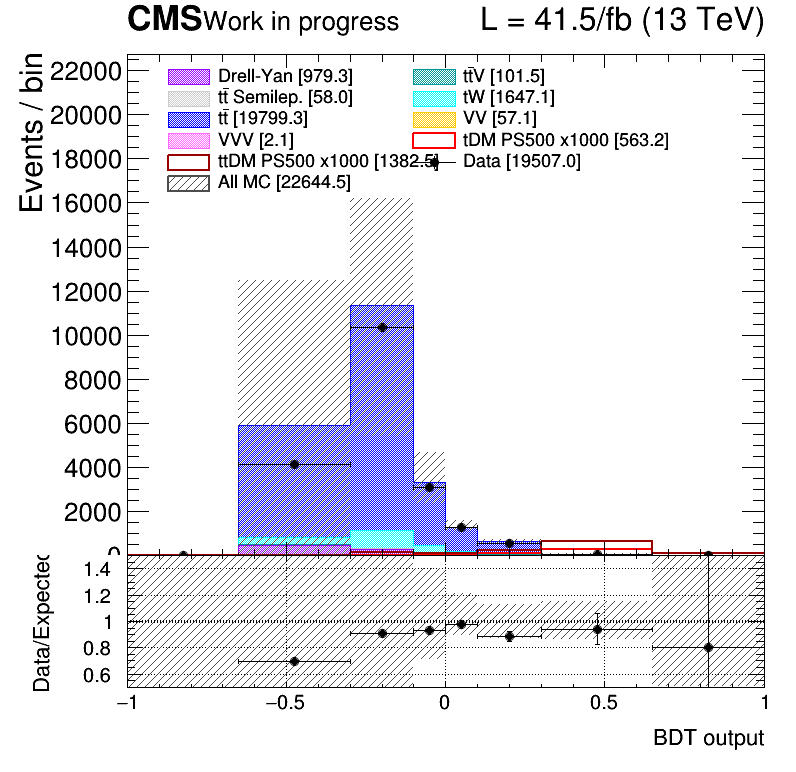 CMS Work in progress L = 41.5/fb (13 TeV)
Events / bin
22000
20000
18000
16000
14000
12000
10000
8000
6000
4000
2000
0
Drell-Yan [979.3] tt̄V [101.5]
tt̄ Semilep. [58.0] tW [1647.1]
tt̄ [19799.3] VV [57.1]
VVV [2.1] tDM PS500 x1000 [563.2]
ttDM PS500 x1000 [1382.5] Data [19507.0]
All MC [22644.5]
Data/Expected
1.4
1.2
1
0.8
0.6
−1 −0.5 0 0.5 1
BDT output